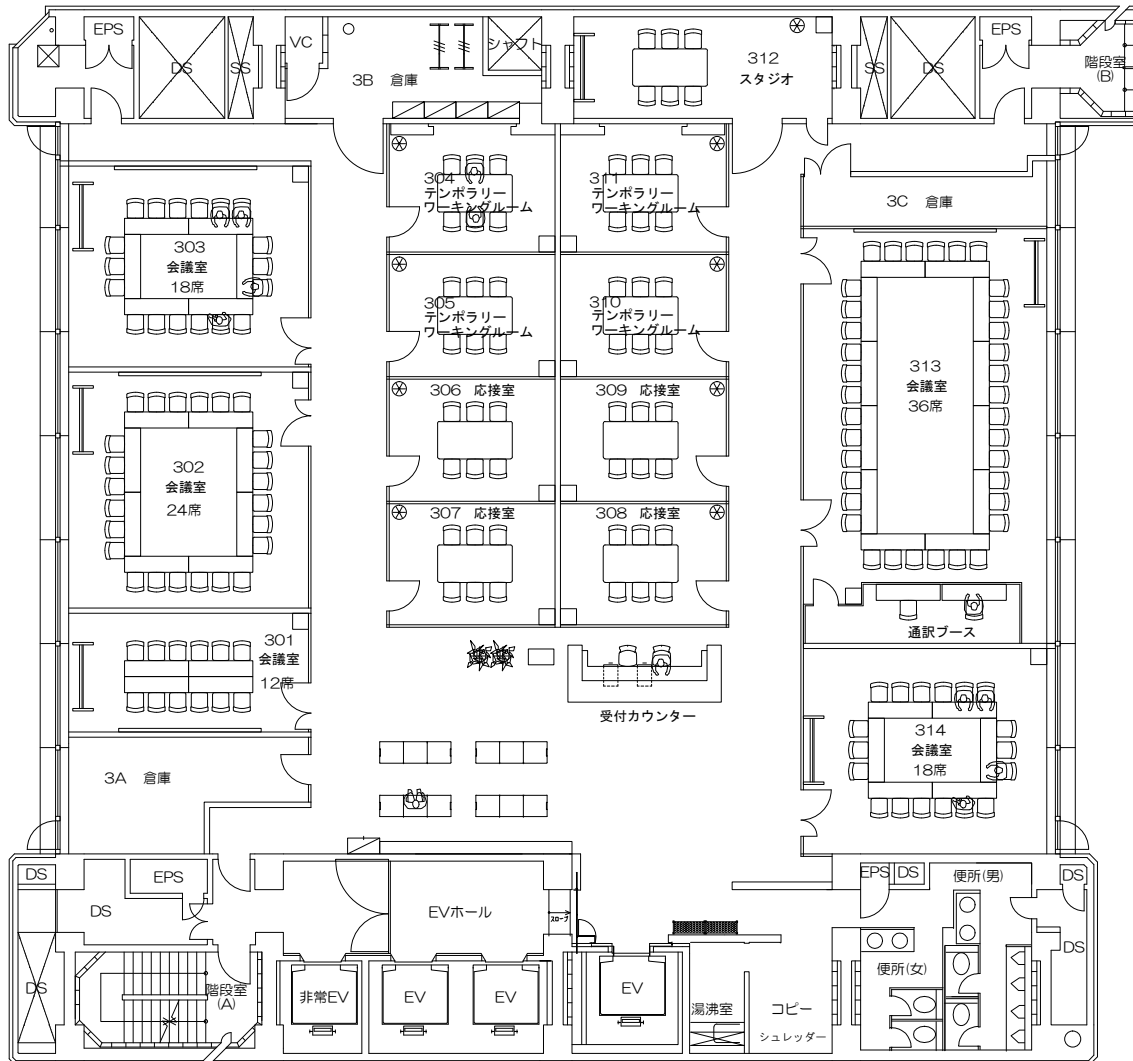 EPS
DS
SS
VC
3B 倉庫
シャフト
312
スタジオ
SS
DS
EPS
階段室
(B)
304
テンポラリー
ワーキングルーム
311
テンポラリー
ワーキングルーム
3C 倉庫
303
会議室
18席
305
テンポラリー
ワーキングルーム
310
テンポラリー
ワーキングルーム
313
会議室
36席
306 応接室
309 応接室
302
会議室
24席
307 応接室
308 応接室
通訳ブース
301
会議室
12席
受付カウンター
314
会議室
18席
3A 倉庫
DS
EPS
DS
EVホール
スロープ
EPS
DS
便所(男)
DS
DS
階段室
(A)
非常EV
EV
EV
EV
湯沸室
コピー
シュレッダー
便所(女)
DS